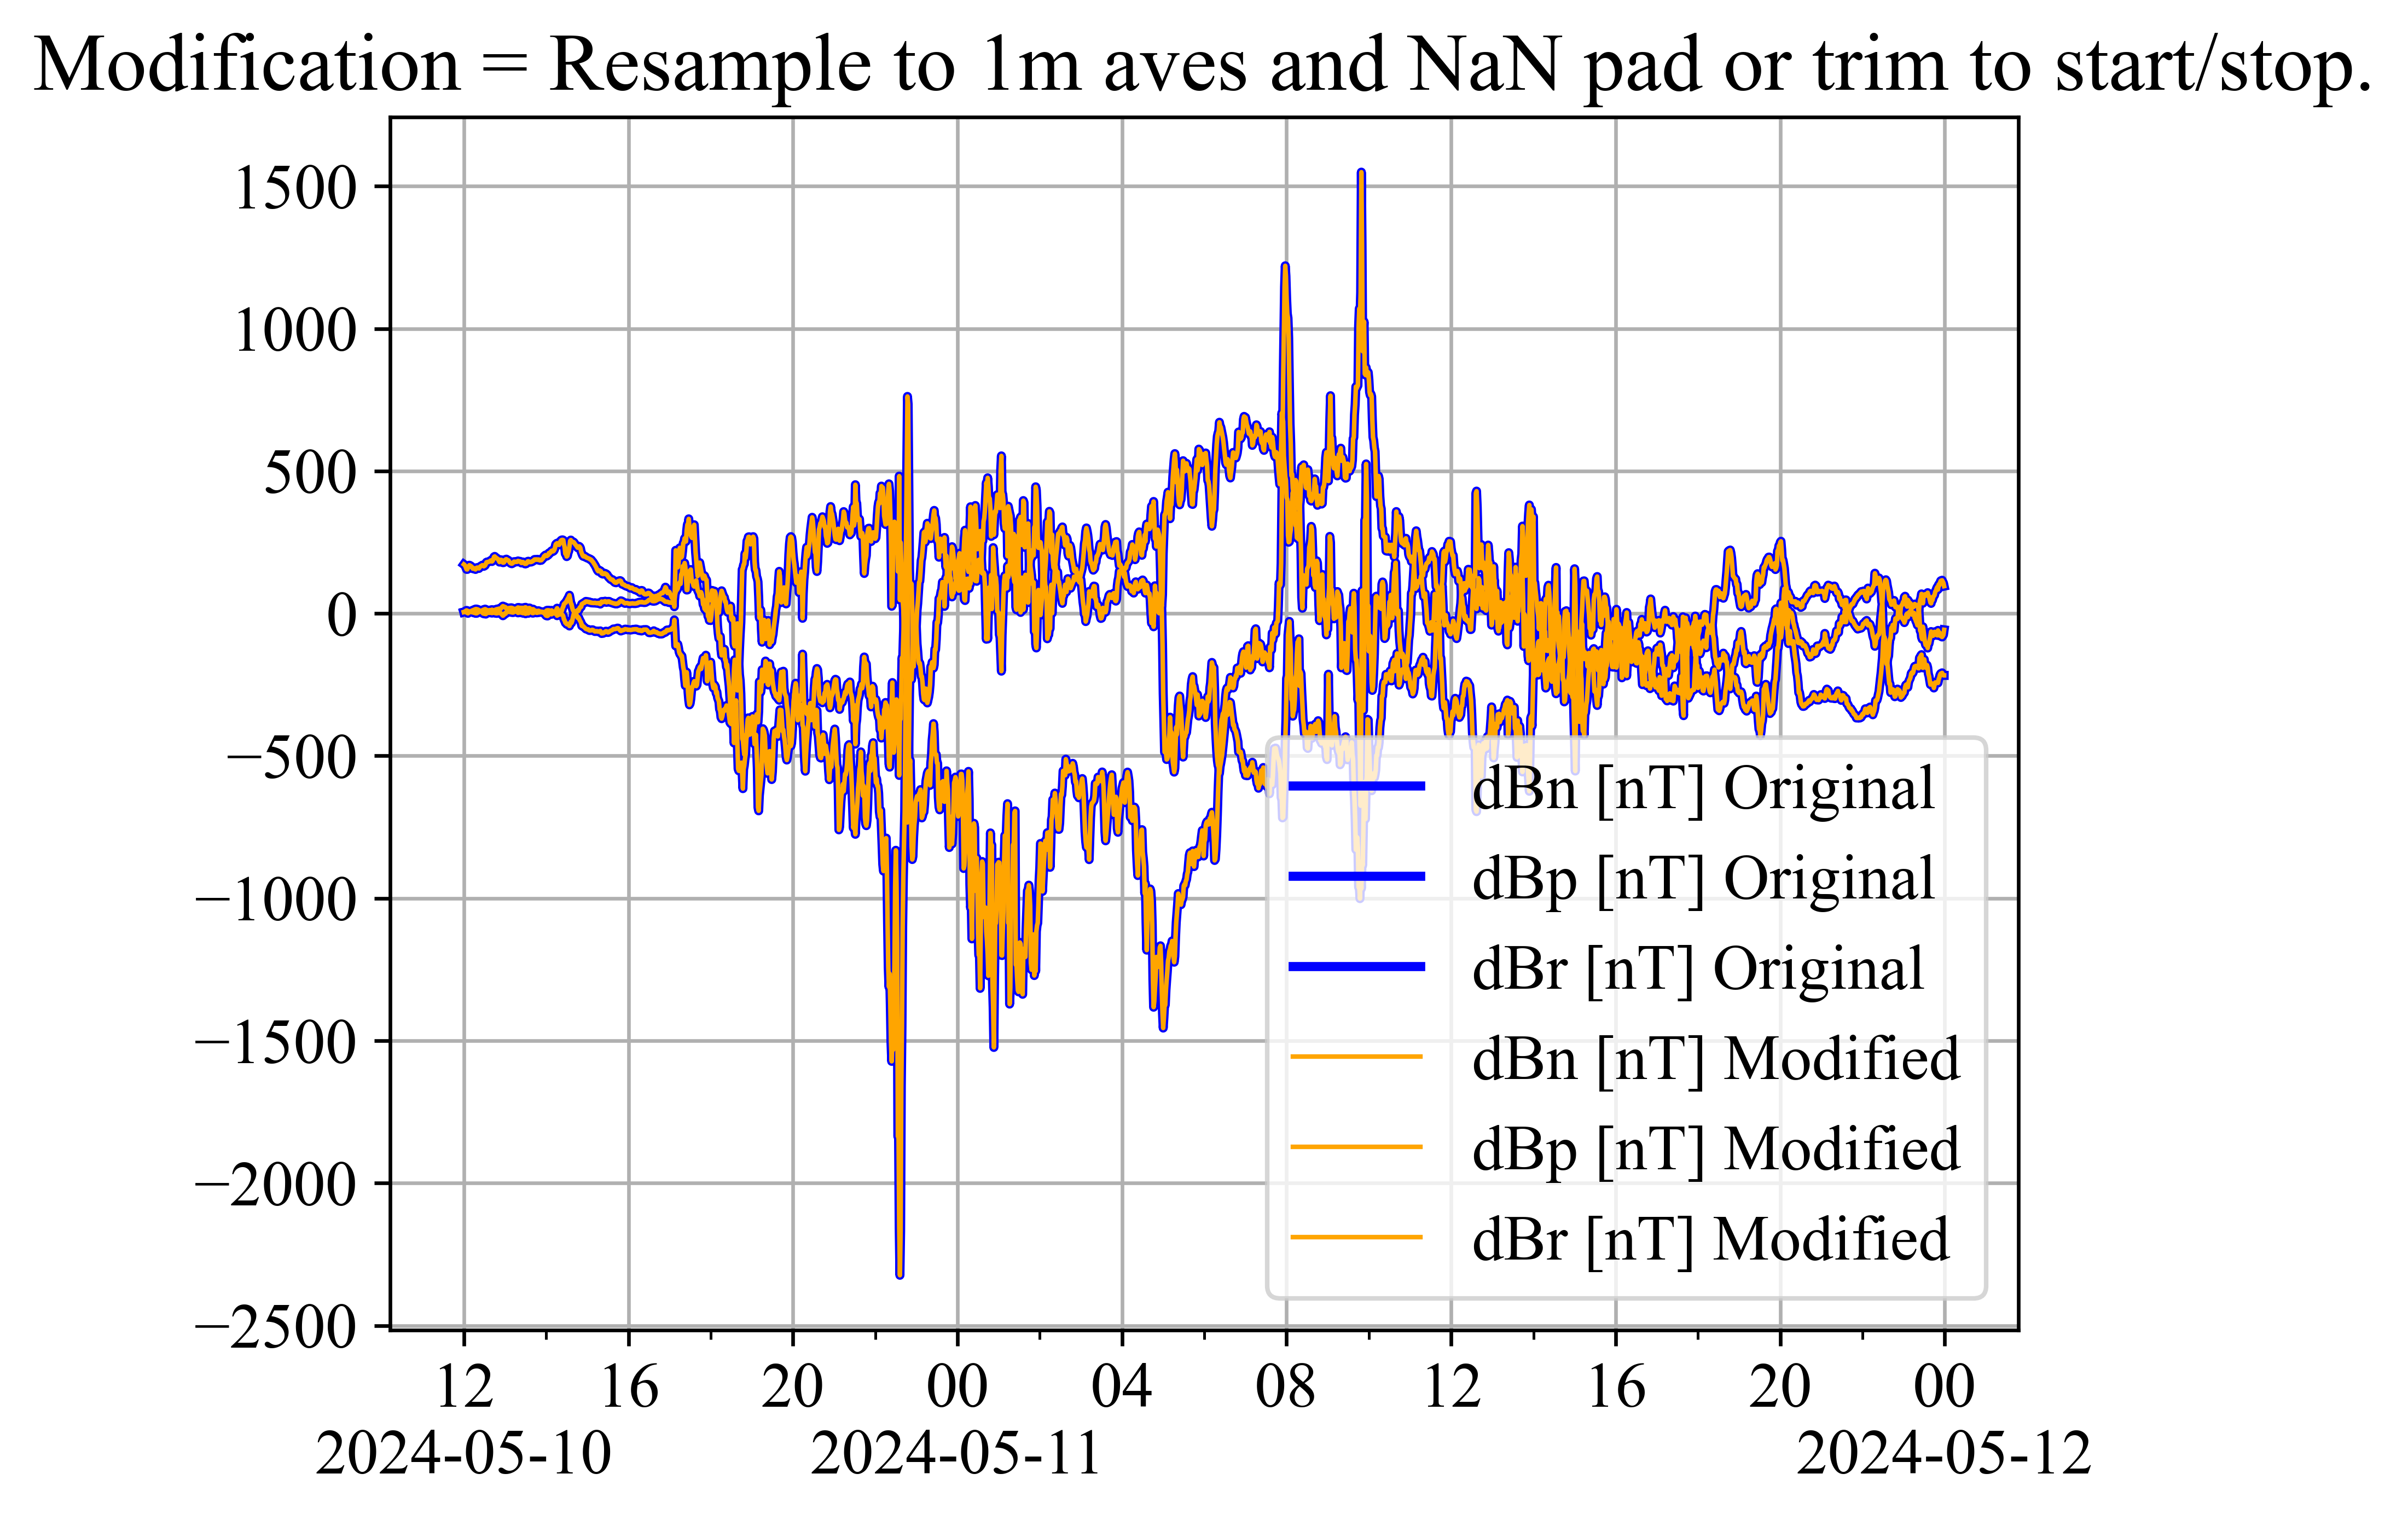 Modification = Resample to 1m aves and NaN pad or trim to start/stop.
1500
1000
500
0
−500
−1000
−1500
−2000
−2500
dBn [nT] Original
dBp [nT] Original
dBr [nT] Original
dBn [nT] Modified
dBp [nT] Modified
dBr [nT] Modified
12 16 20 00 04 08 12 16 20 00
2024-05-10 2024-05-11 2024-05-12